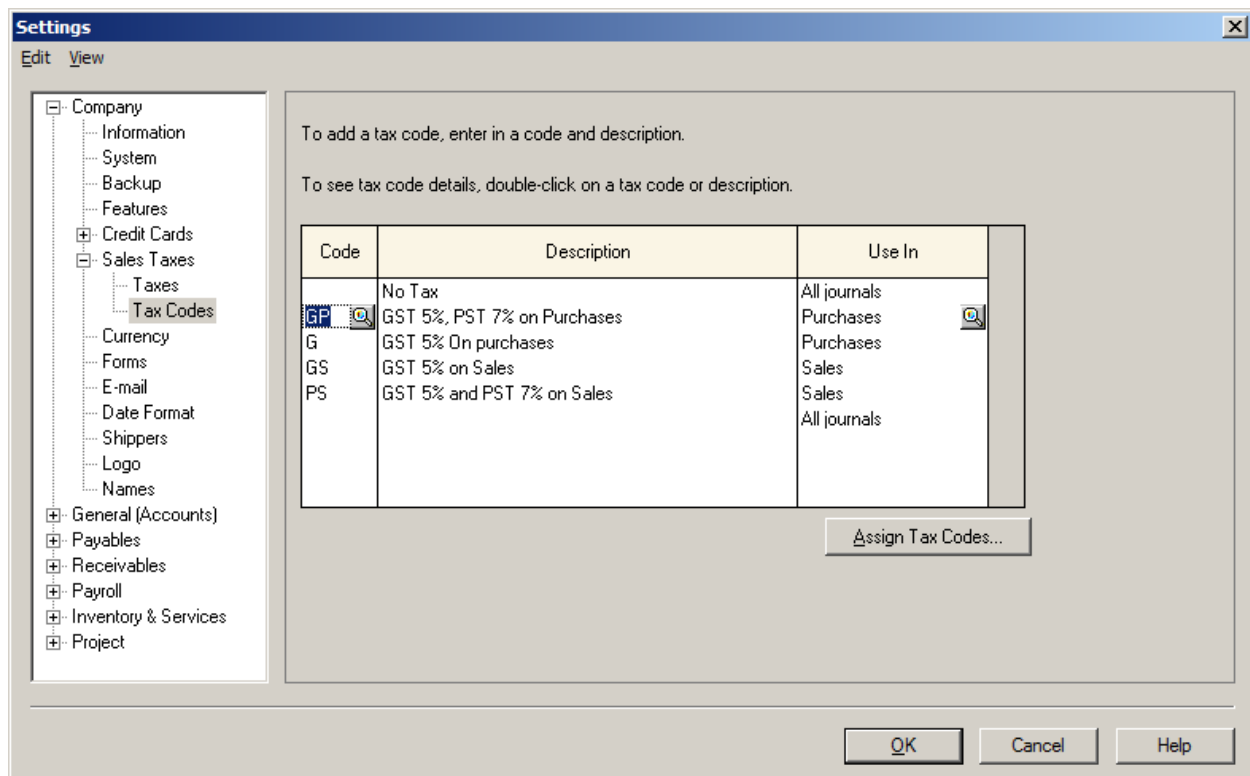 Settings
Edit View
Company
Information
System
Backup
Features
Credit Cards
Sales Taxes
Taxes
Tax Codes
Currency
Forms
E-mail
Date Format
Shippers
Logo
Names
General (Accounts)
Payables
Receivables
Payroll
Inventory & Services
Project
To add a tax code, enter in a code and description.
To see tax code details, double-click on a tax code or description.
Code Description Use In
No Tax All journals
GP GST 5%, PST 7% on Purchases Purchases
G GST 5% On purchases Purchases
GS GST 5% on Sales Sales
PS GST 5% and PST 7% on Sales Sales
All journals
Assign Tax Codes...
OK Cancel Help